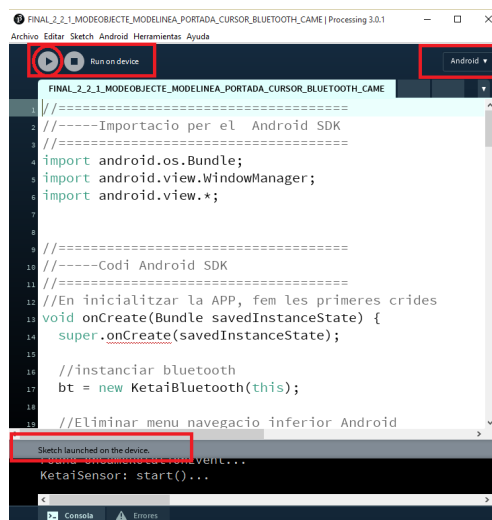 FINAL_2_2_1_MODEOBJECTE_MODELINEA_PORTADA_CURSOR_BLUETOOTH_CAME | Processing 3.0.1
Archivo Editar Sketch Android Herramientas Ayuda
Run on device
Android ▾
FINAL_2_2_1_MODEOBJECTE_MODELINEA_PORTADA_CURSOR_BLUETOOTH_CAME
1 //===================================
2 //-----Importacio per el  Android SDK
3 //===================================
4 import android.os.Bundle;
5 import android.view.WindowManager;
6 import android.view.*;
7
8
9 //===================================
10 //-----Codi Android SDK
11 //===================================
12 //En inicialitzar la APP, fem les primeres crides
13 void onCreate(Bundle savedInstanceState) {
14   super.onCreate(savedInstanceState);
15
16   //instanciar bluetooth
17   bt = new KetaiBluetooth(this);
18
19   //Eliminar menu navegacio inferior Android
Sketch launched on the device.
KetaiSensor: start()...
Consola
Errores